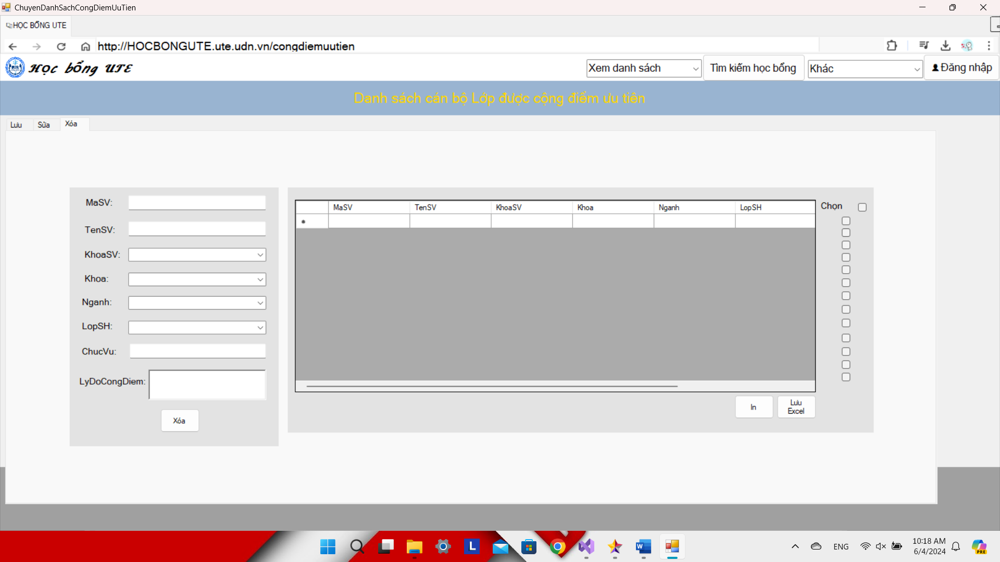 ChuyenDanhSachCongDiemUuTien
HỌC BỔNG UTE
http://HOCBONGUTE.ute.udn.vn/congdiemuutien
Học bổng UTE
Xem danh sách
Tìm kiếm học bổng
Khác
Đăng nhập
Danh sách cán bộ Lớp được cộng điểm ưu tiên
Lưu
Sửa
Xóa
MaSV:
TenSV:
KhoaSV:
Khoa:
Nganh:
LopSH:
ChucVu:
LyDoCongDiem:
Xóa
MaSV TenSV KhoaSV Khoa Nganh LopSH
Chọn
In
Lưu
Excel
ENG
10:18 AM
6/4/2024
PRE